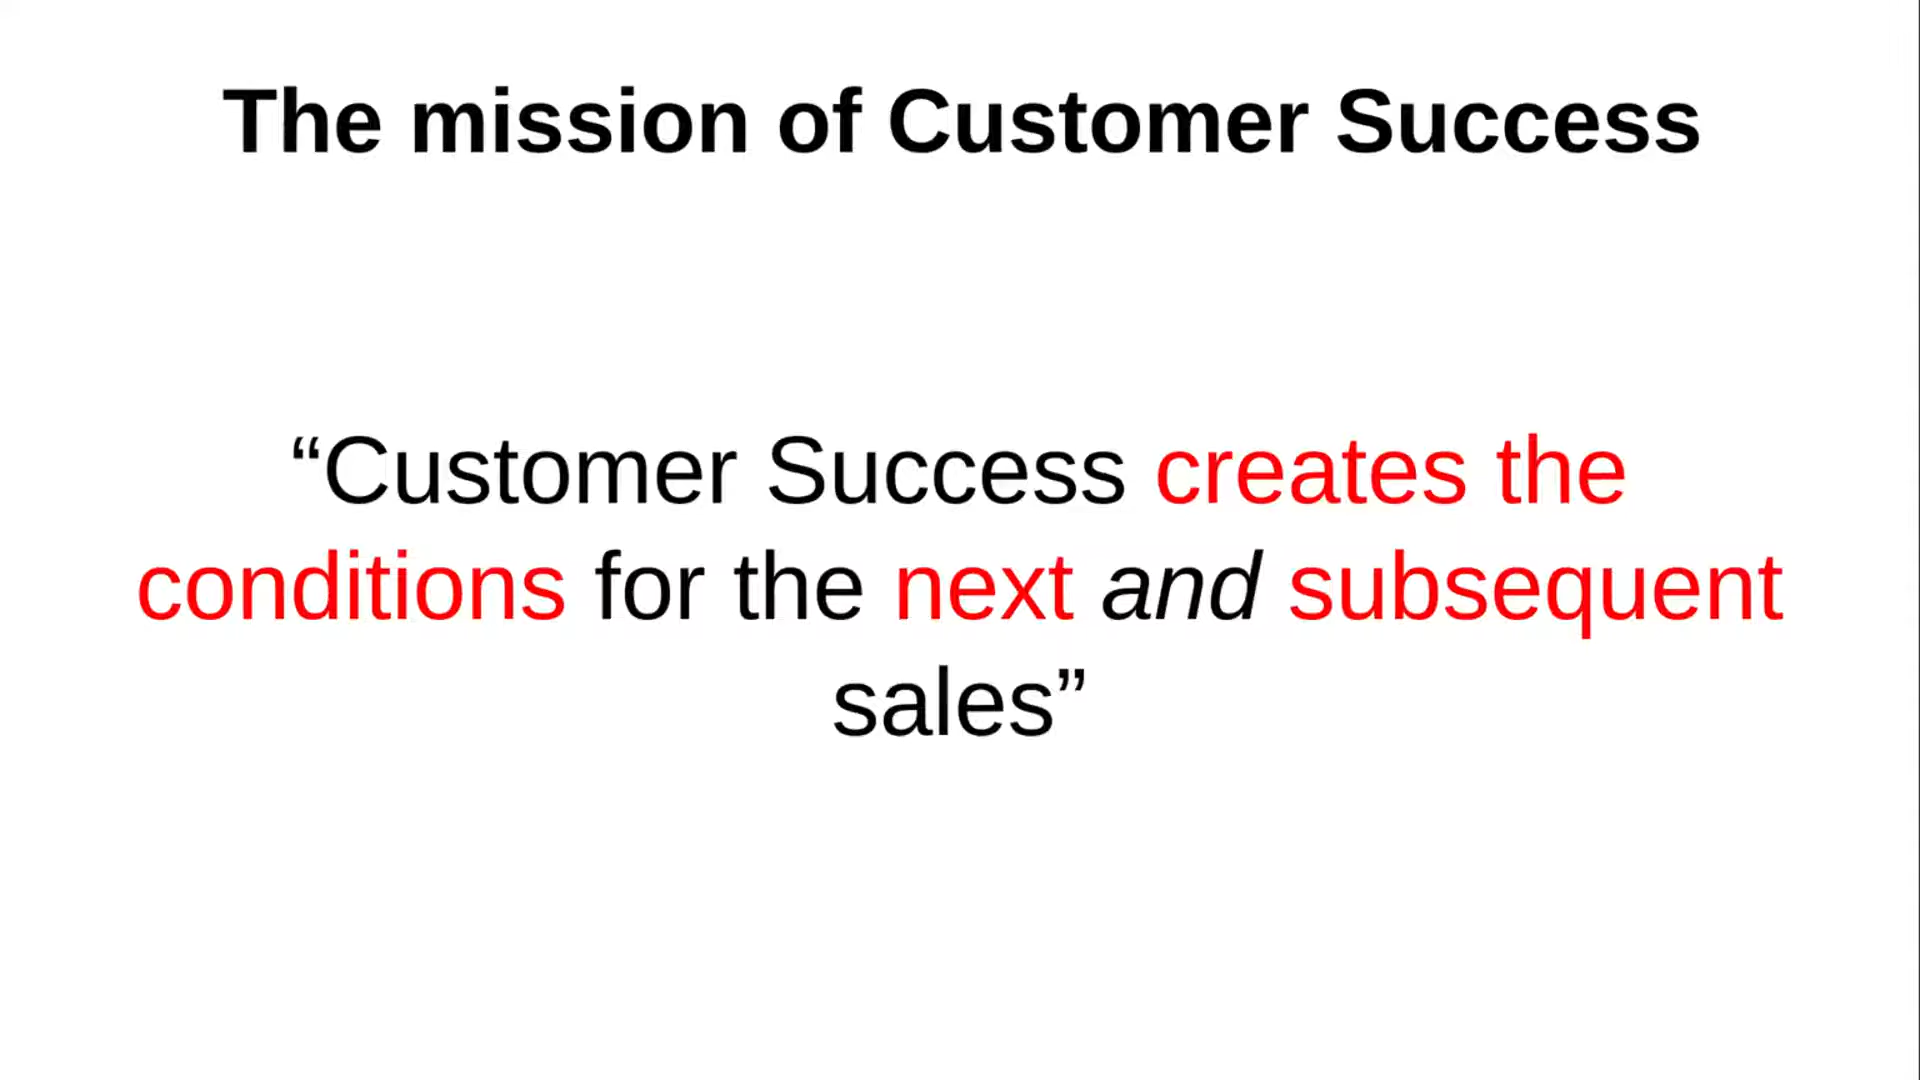 The mission of Customer Success
“Customer Success creates the
conditions for the next and subsequent
sales”